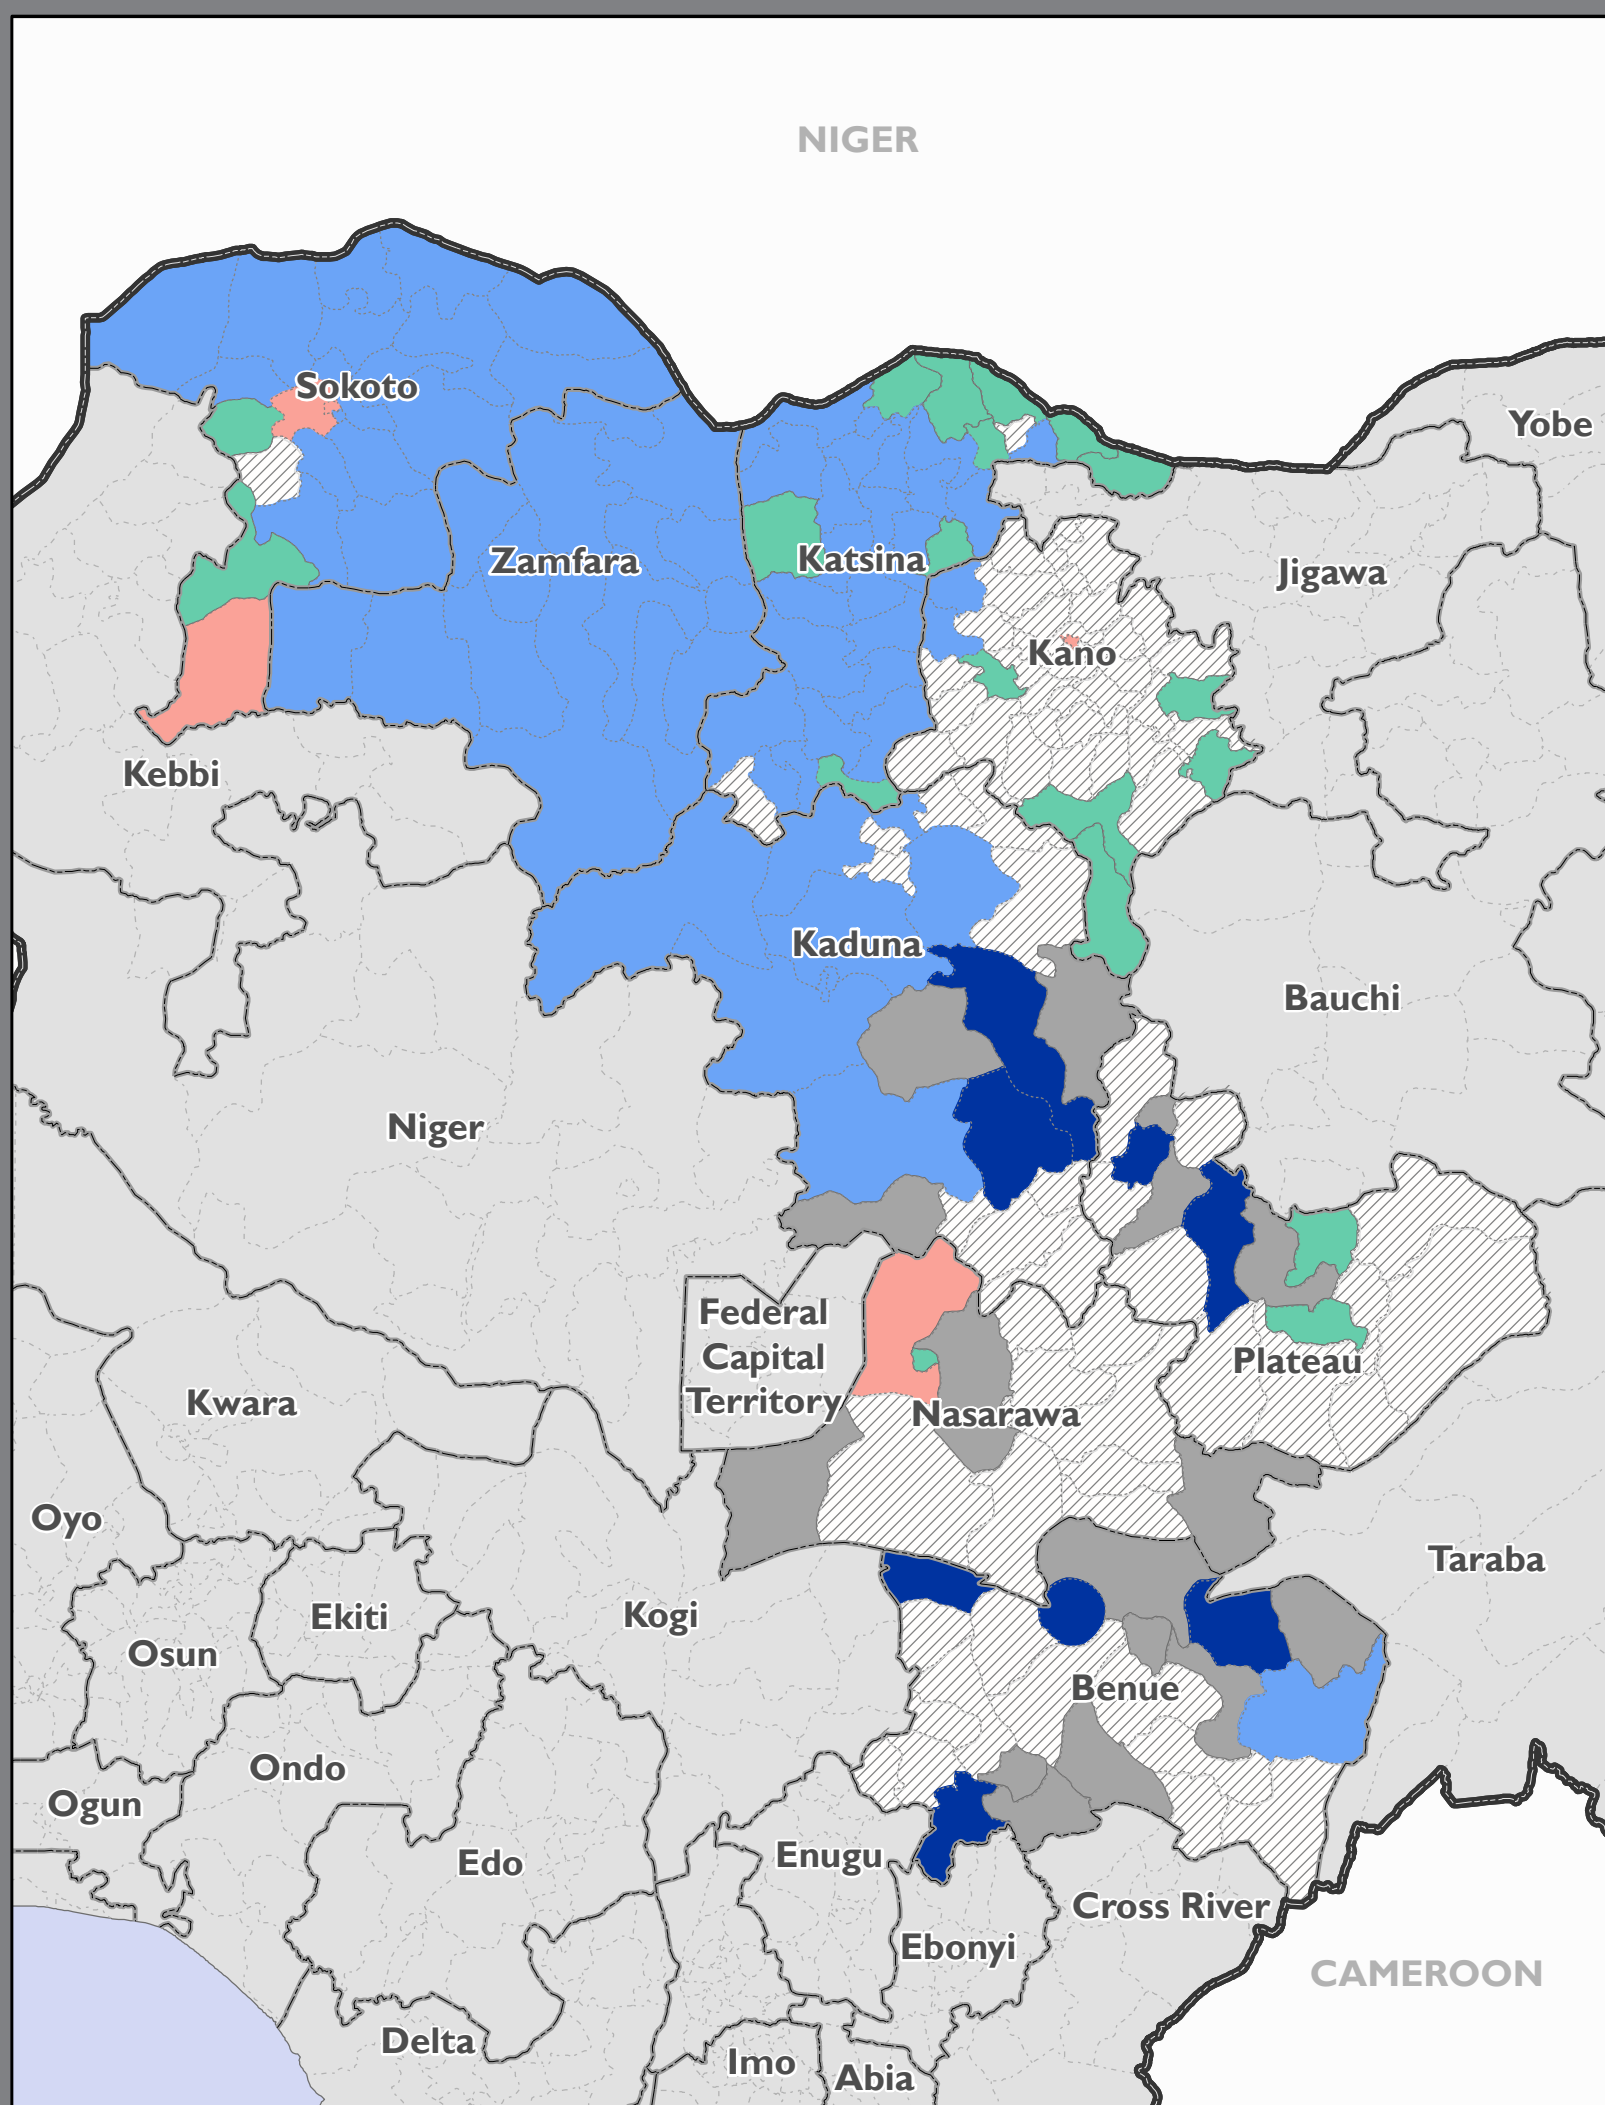 NIGER
Sokoto
Yobe
Zamfara
Katsina
Jigawa
Kano
Kebbi
Kaduna
Bauchi
Niger
Federal
Capital
Territory
Plateau
Kwara
Nasarawa
Oyo
Taraba
Ekiti
Kogi
Osun
Benue
Ondo
Ogun
Enugu
Edo
Cross River
Ebonyi
CAMEROON
Delta
Imo
Abia